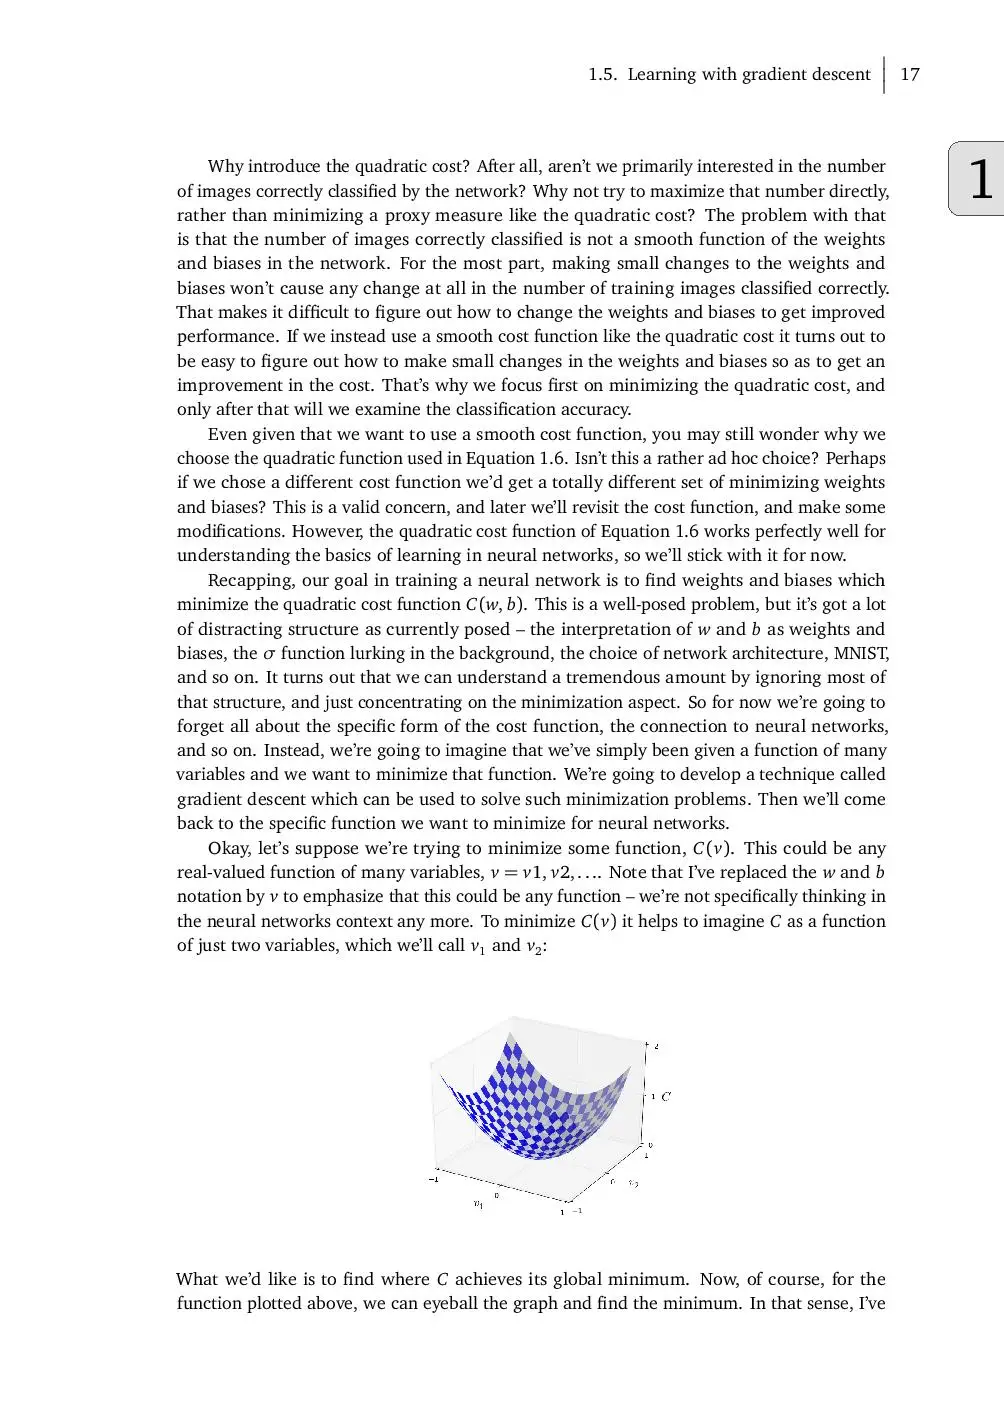 1.5. Learning with gradient descent 17
1
Why introduce the quadratic cost? After all, aren’t we primarily interested in the number
of images correctly classified by the network? Why not try to maximize that number directly,
rather than minimizing a proxy measure like the quadratic cost? The problem with that
is that the number of images correctly classified is not a smooth function of the weights
and biases in the network. For the most part, making small changes to the weights and
biases won’t cause any change at all in the number of training images classified correctly.
That makes it difficult to figure out how to change the weights and biases to get improved
performance. If we instead use a smooth cost function like the quadratic cost it turns out to
be easy to figure out how to make small changes in the weights and biases so as to get an
improvement in the cost. That’s why we focus first on minimizing the quadratic cost, and
only after that will we examine the classification accuracy.
Even given that we want to use a smooth cost function, you may still wonder why we
choose the quadratic function used in Equation 1.6. Isn’t this a rather ad hoc choice? Perhaps
if we chose a different cost function we’d get a totally different set of minimizing weights
and biases? This is a valid concern, and later we’ll revisit the cost function, and make some
modifications. However, the quadratic cost function of Equation 1.6 works perfectly well for
understanding the basics of learning in neural networks, so we’ll stick with it for now.
Recapping, our goal in training a neural network is to find weights and biases which
minimize the quadratic cost function C(w, b). This is a well-posed problem, but it’s got a lot
of distracting structure as currently posed – the interpretation of w and b as weights and
biases, the σ function lurking in the background, the choice of network architecture, MNIST,
and so on. It turns out that we can understand a tremendous amount by ignoring most of
that structure, and just concentrating on the minimization aspect. So for now we’re going to
forget all about the specific form of the cost function, the connection to neural networks,
and so on. Instead, we’re going to imagine that we’ve simply been given a function of many
variables and we want to minimize that function. We’re going to develop a technique called
gradient descent which can be used to solve such minimization problems. Then we’ll come
back to the specific function we want to minimize for neural networks.
Okay, let’s suppose we’re trying to minimize some function, C(v). This could be any
real-valued function of many variables, v = v1, v2, .... Note that I’ve replaced the w and b
notation by v to emphasize that this could be any function – we’re not specifically thinking in
the neural networks context any more. To minimize C(v) it helps to imagine C as a function
of just two variables, which we’ll call v₁ and v₂:
2
1 C
0
1
−1
0 v₂
0
v₁
1 −1
What we’d like is to find where C achieves its global minimum. Now, of course, for the
function plotted above, we can eyeball the graph and find the minimum. In that sense, I’ve